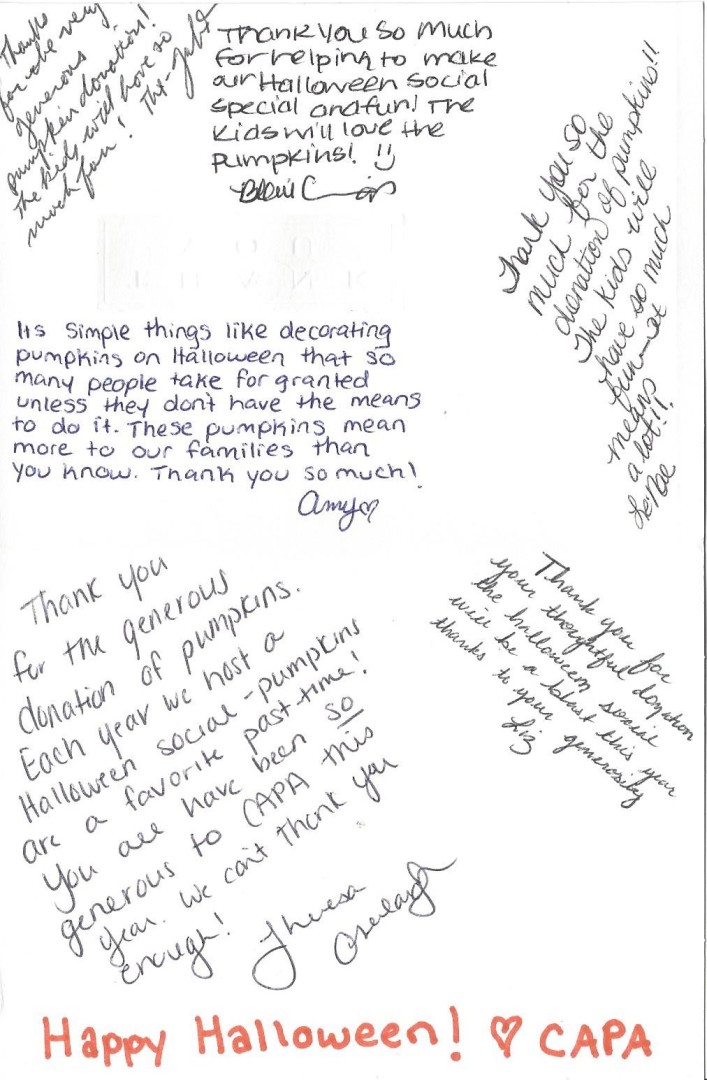 Thanks
for the very
generous
pumpkin donation!
The kids will have so
much fun! Thx -
Thank you so much
for helping to make
our Halloween social
special and fun! The
kids will love the
pumpkins!
Thank you so
much for the
donation of pumpkins!!
The kids will
have so much
fun - it
means
a lot!!
Its simple things like decorating
pumpkins on Halloween that so
many people take for granted
unless they don't have the means
to do it. These pumpkins mean
more to our families than
you know. Thank you so much!
Amy ♡
Thank you
for the generous
donation of pumpkins.
Each year we host a
Halloween social - pumpkins
are a favorite past-time!
You all have been so
generous to CAPA this
year. We can't thank you
enough!
Theresa
Thank you for
your thoughtful donation
the halloween social
will be a blast this year
thanks to your generosity
Liz
Happy Halloween! ♡ CAPA